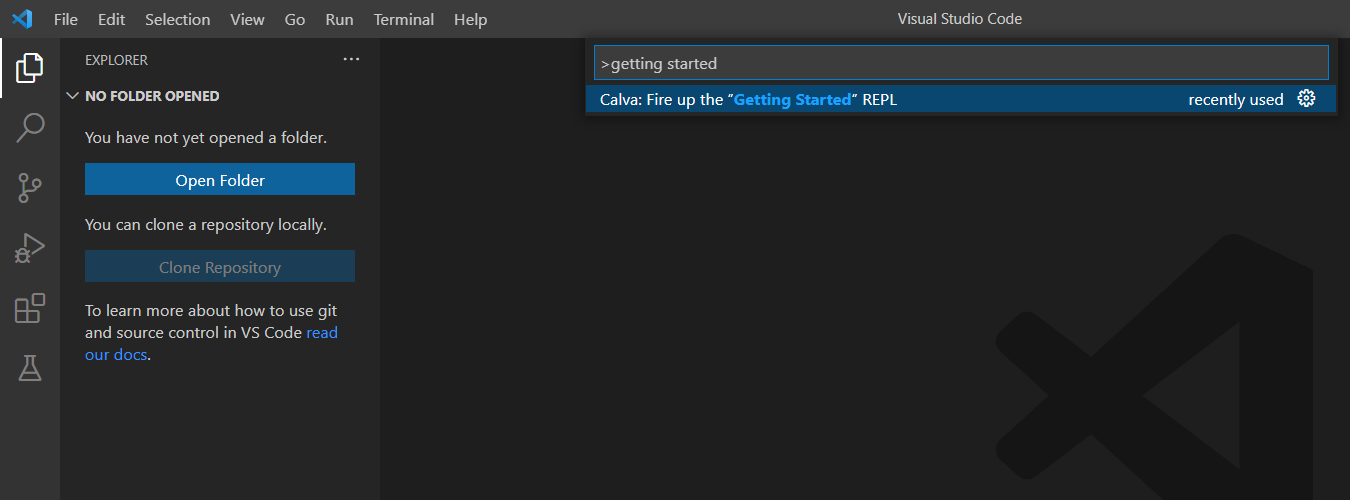 File Edit Selection View Go Run Terminal Help
Visual Studio Code
EXPLORER
NO FOLDER OPENED
You have not yet opened a folder.
Open Folder
You can clone a repository locally.
Clone Repository
To learn more about how to use git
and source control in VS Code read
our docs.
>getting started
Calva: Fire up the "Getting Started" REPL
recently used